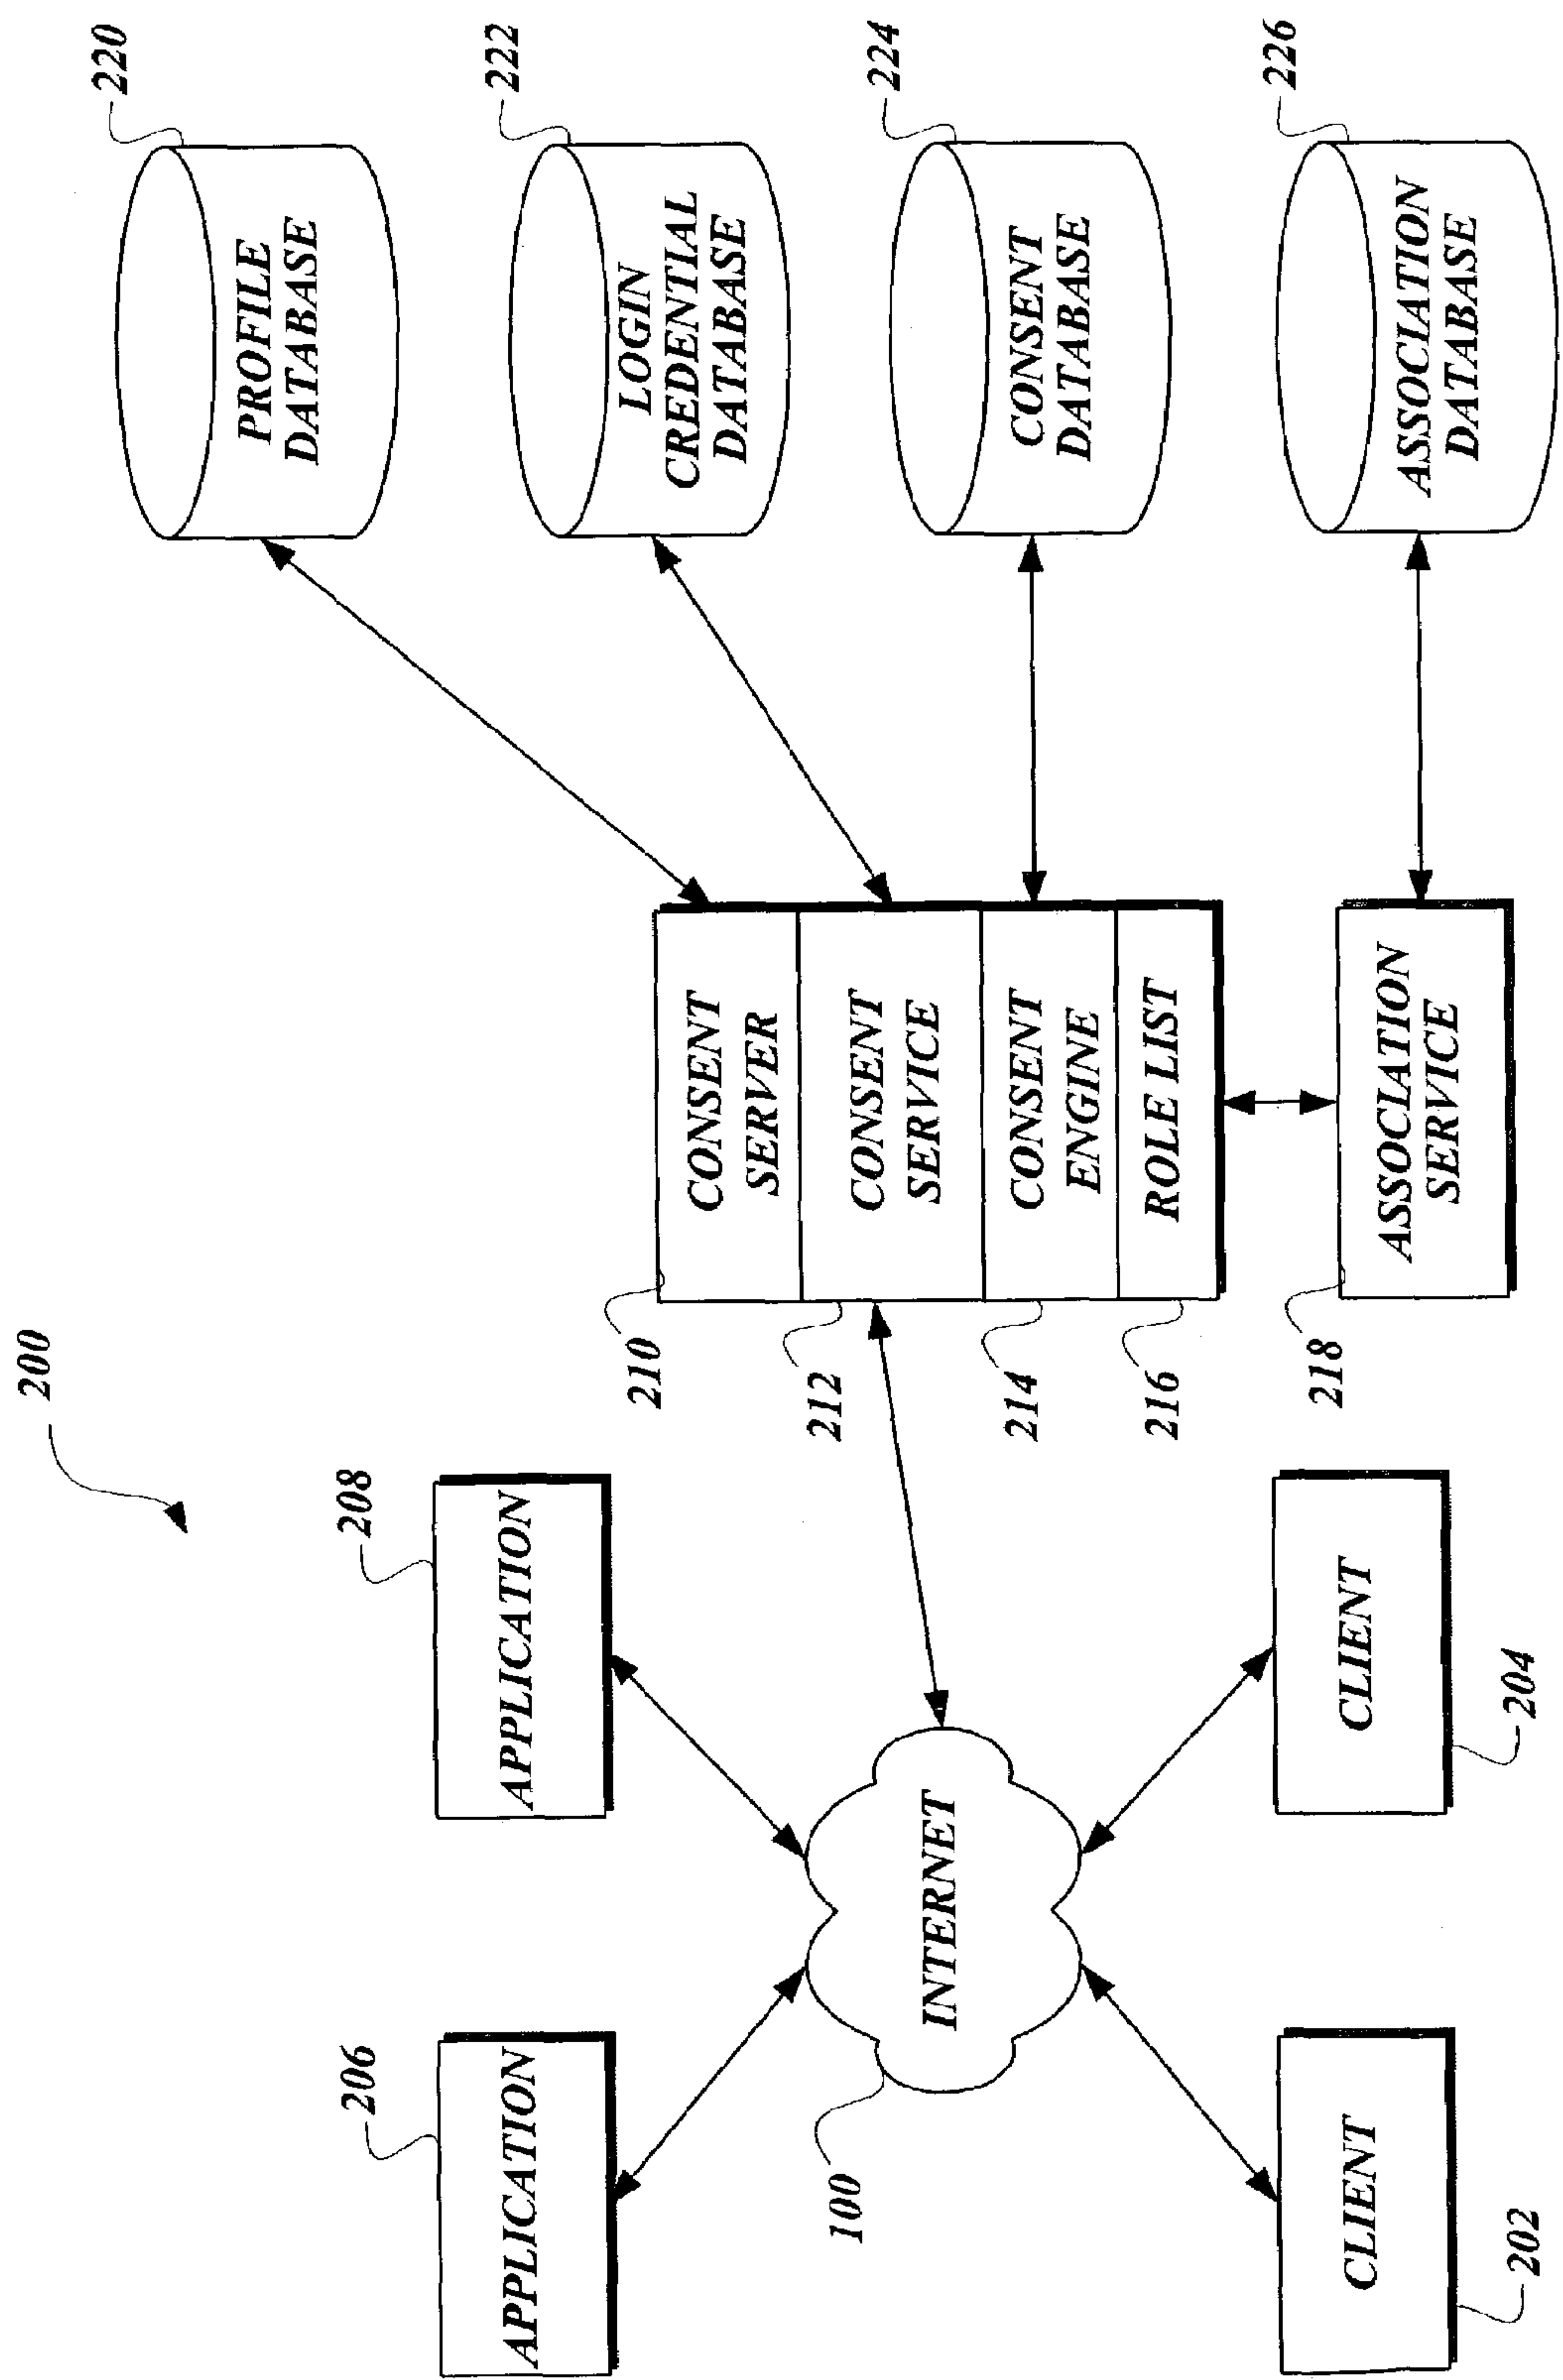 200
206
APPLICATION
208
APPLICATION
100
INTERNET
202
CLIENT
204
CLIENT
210
CONSENT
SERVER
212
CONSENT
SERVICE
214
CONSENT
ENGINE
216
ROLE LIST
218
ASSOCIATION
SERVICE
220
PROFILE
DATABASE
222
LOGIN
CREDENTIAL
DATABASE
224
CONSENT
DATABASE
226
ASSOCIATION
DATABASE